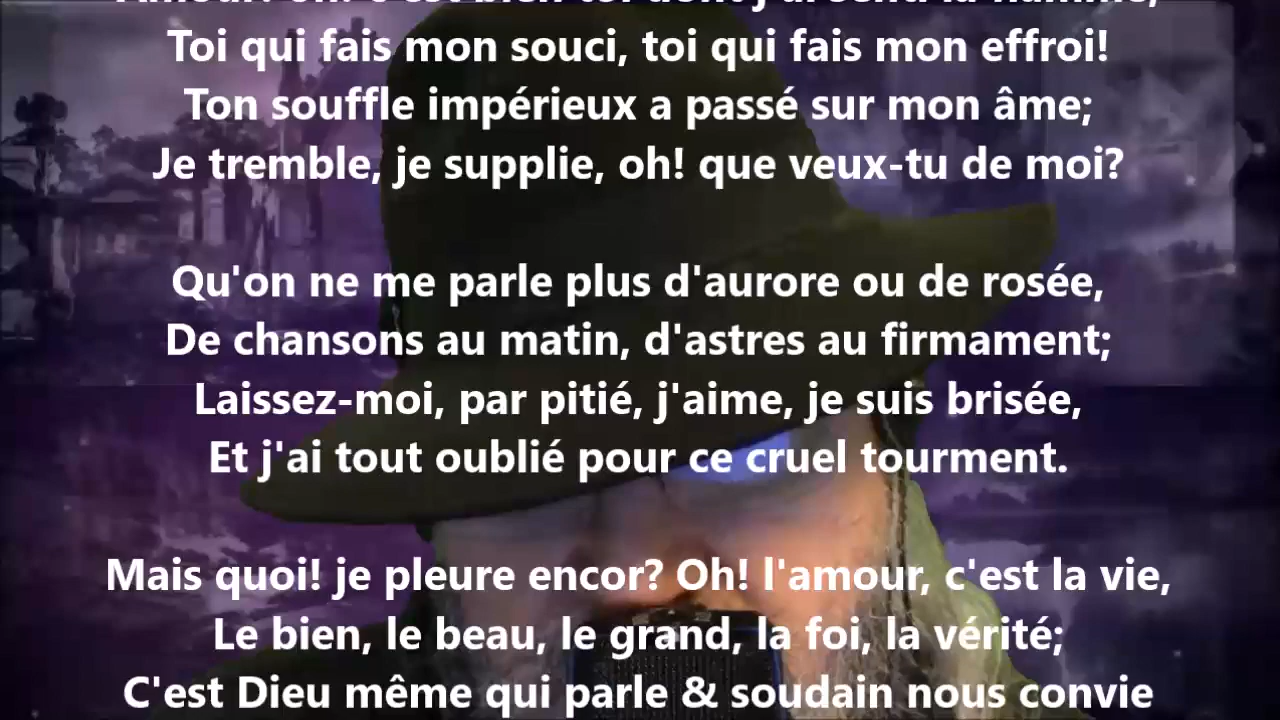 Toi qui fais mon souci, toi qui fais mon effroi!
Ton souffle impérieux a passé sur mon âme;
Je tremble, je supplie, oh! que veux-tu de moi?
Qu'on ne me parle plus d'aurore ou de rosée,
De chansons au matin, d'astres au firmament;
Laissez-moi, par pitié, j'aime, je suis brisée,
Et j'ai tout oublié pour ce cruel tourment.
Mais quoi! je pleure encor? Oh! l'amour, c'est la vie,
Le bien, le beau, le grand, la foi, la vérité;
C'est Dieu même qui parle & soudain nous convie